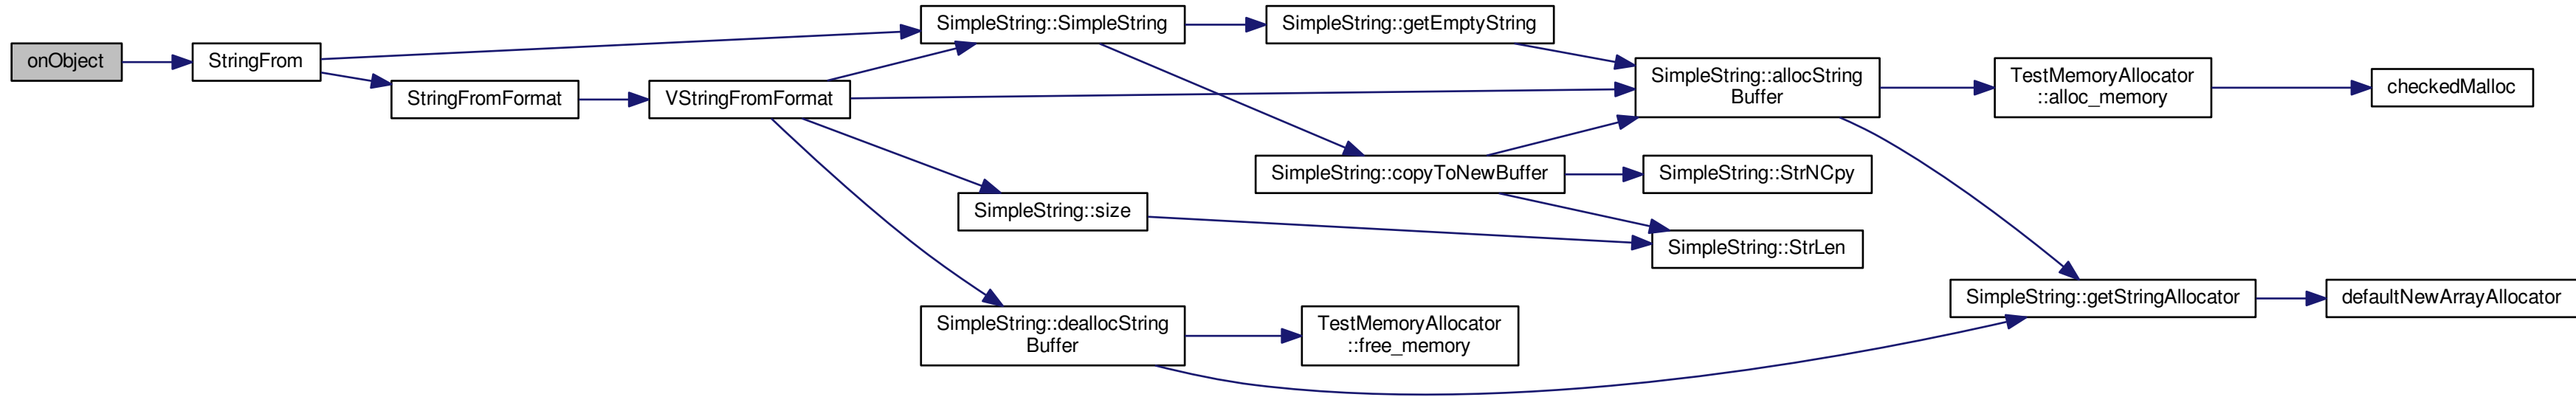 onObject
StringFrom
StringFromFormat
VStringFromFormat
SimpleString::SimpleString
SimpleString::getEmptyString
SimpleString::allocString
Buffer
TestMemoryAllocator
::alloc_memory
checkedMalloc
SimpleString::copyToNewBuffer
SimpleString::StrNCpy
SimpleString::size
SimpleString::StrLen
SimpleString::getStringAllocator
defaultNewArrayAllocator
SimpleString::deallocString
Buffer
TestMemoryAllocator
::free_memory